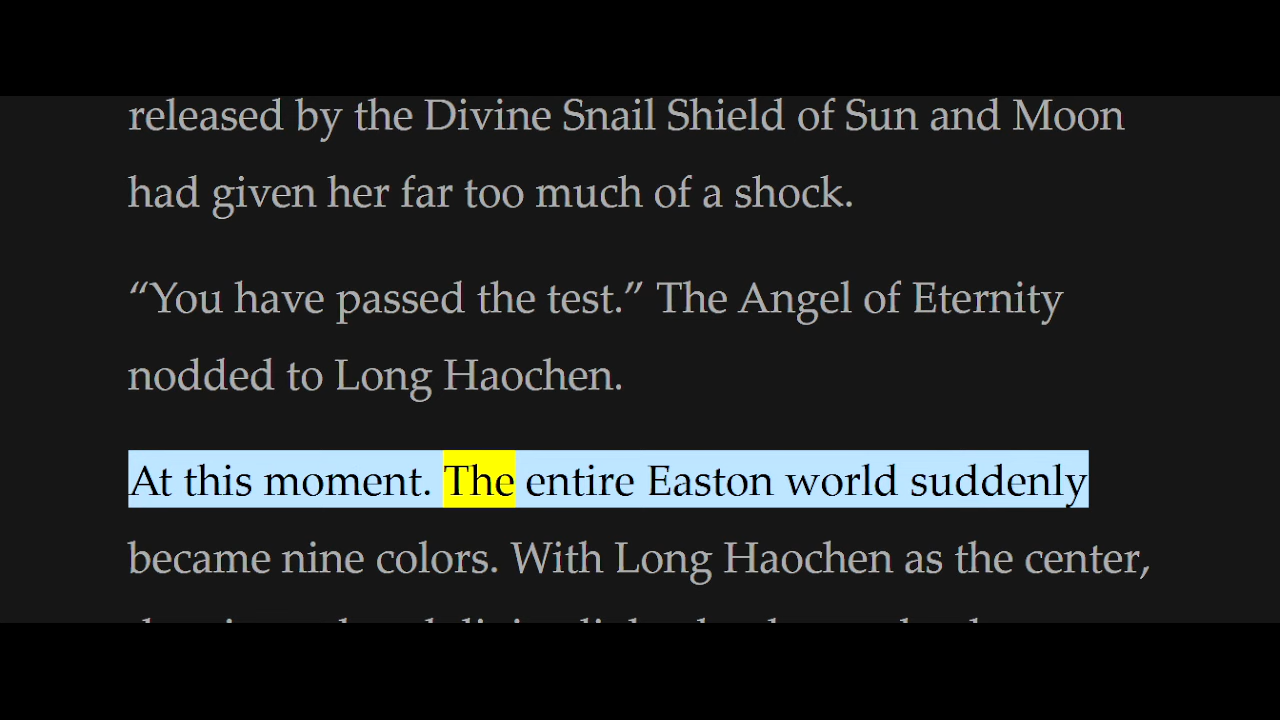 released by the Divine Snail Shield of Sun and Moon
had given her far too much of a shock.
“You have passed the test.” The Angel of Eternity
nodded to Long Haochen.
At this moment. The entire Easton world suddenly
became nine colors. With Long Haochen as the center,